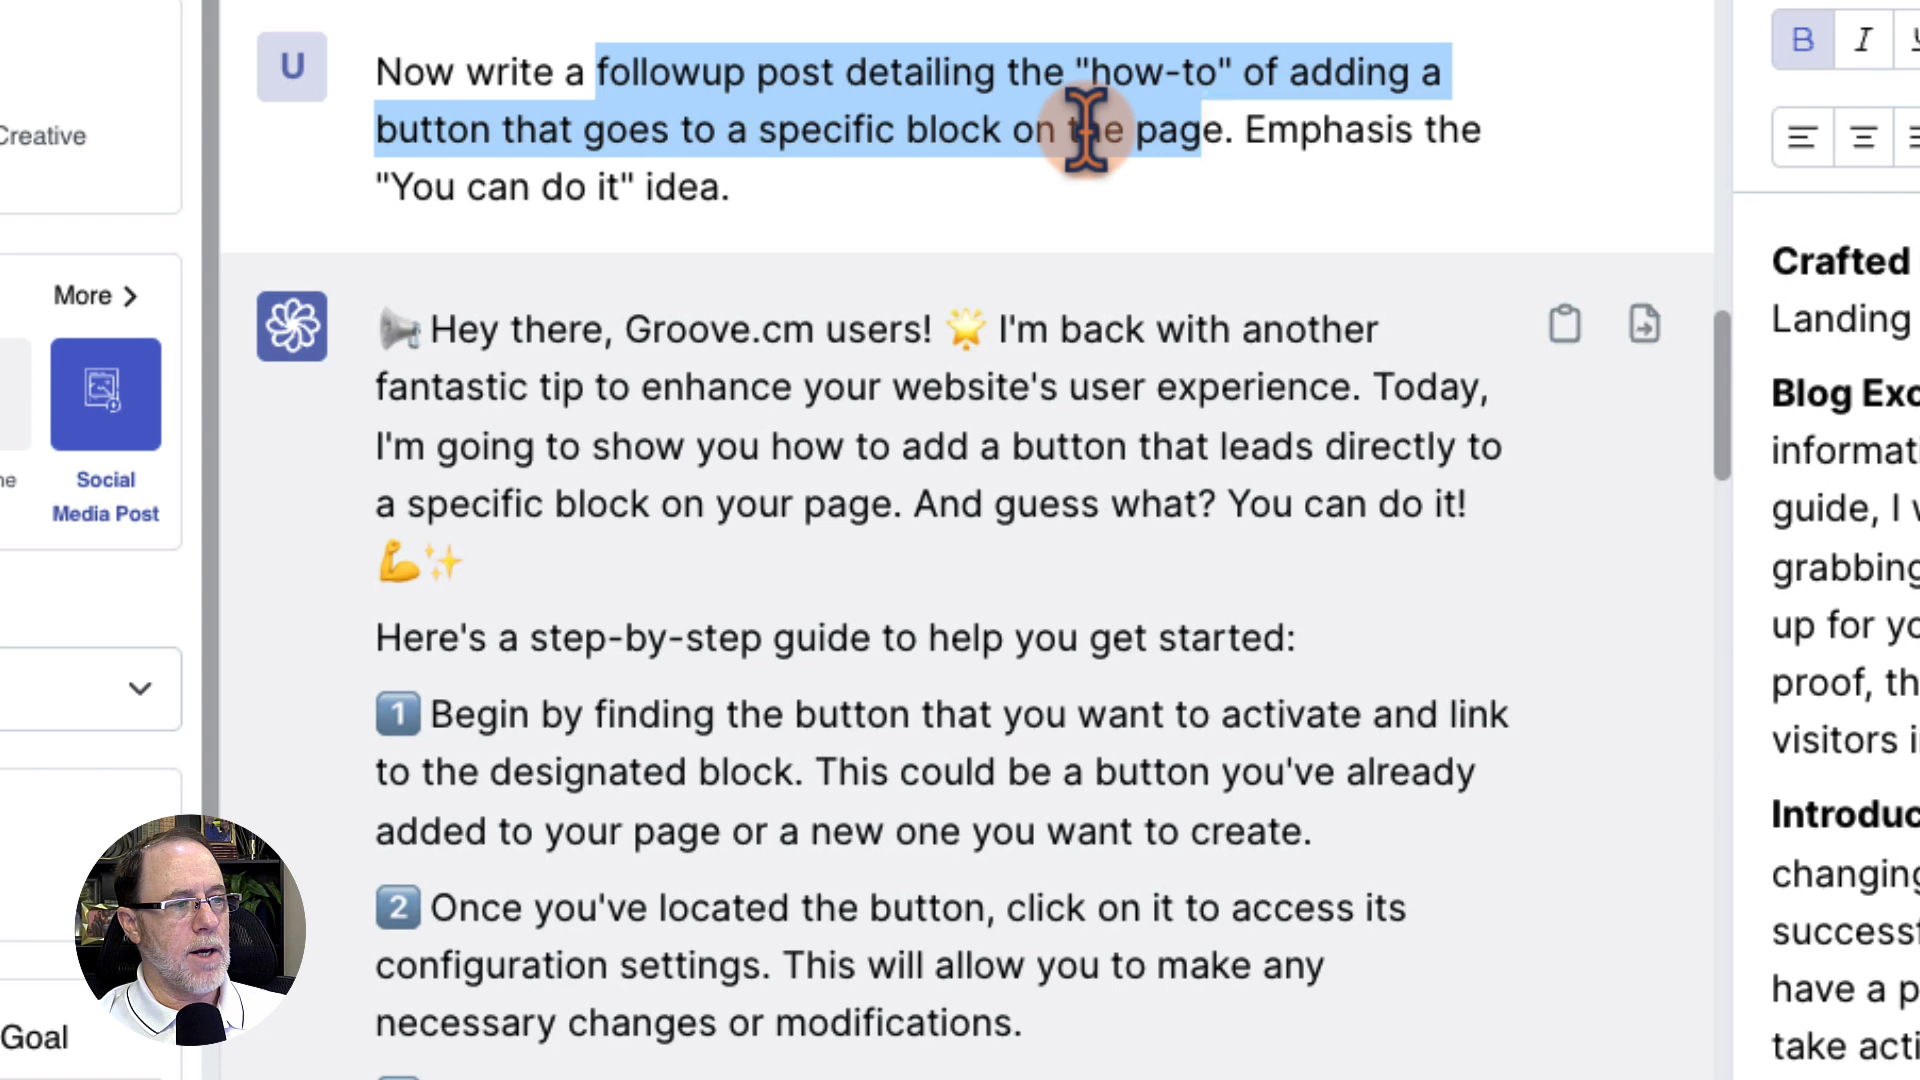 Creative
More
Social
Media Post
Goal
U
Now write a followup post detailing the "how-to" of adding a
button that goes to a specific block on the page. Emphasis the
"You can do it" idea.
Hey there, Groove.cm users! 🌟 I'm back with another
fantastic tip to enhance your website's user experience. Today,
I'm going to show you how to add a button that leads directly to
a specific block on your page. And guess what? You can do it!
💪✨
Here's a step-by-step guide to help you get started:
1 Begin by finding the button that you want to activate and link
to the designated block. This could be a button you've already
added to your page or a new one you want to create.
2 Once you've located the button, click on it to access its
configuration settings. This will allow you to make any
necessary changes or modifications.
B I
Crafted
Landing
Blog Exc
informati
guide, I
grabbing
up for yo
proof, th
visitors i
Introduc
changing
successf
have a p
take acti